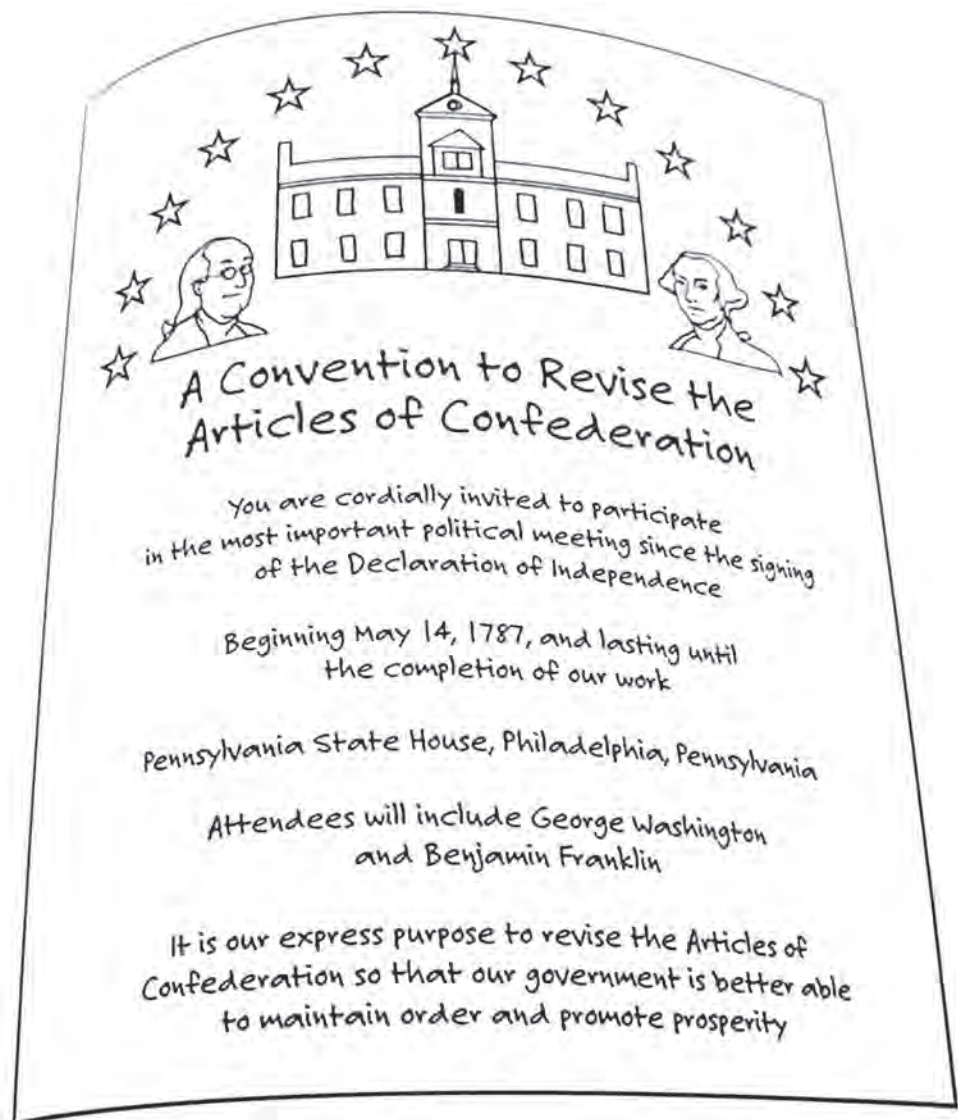 A Convention to Revise the
Articles of Confederation
You are cordially invited to participate
in the most important political meeting since the signing
of the Declaration of Independence
Beginning May 14, 1787, and lasting until
the completion of our work
Pennsylvania State House, Philadelphia, Pennsylvania
Attendees will include George Washington
and Benjamin Franklin
It is our express purpose to revise the Articles of
Confederation so that our government is better able
to maintain order and promote prosperity